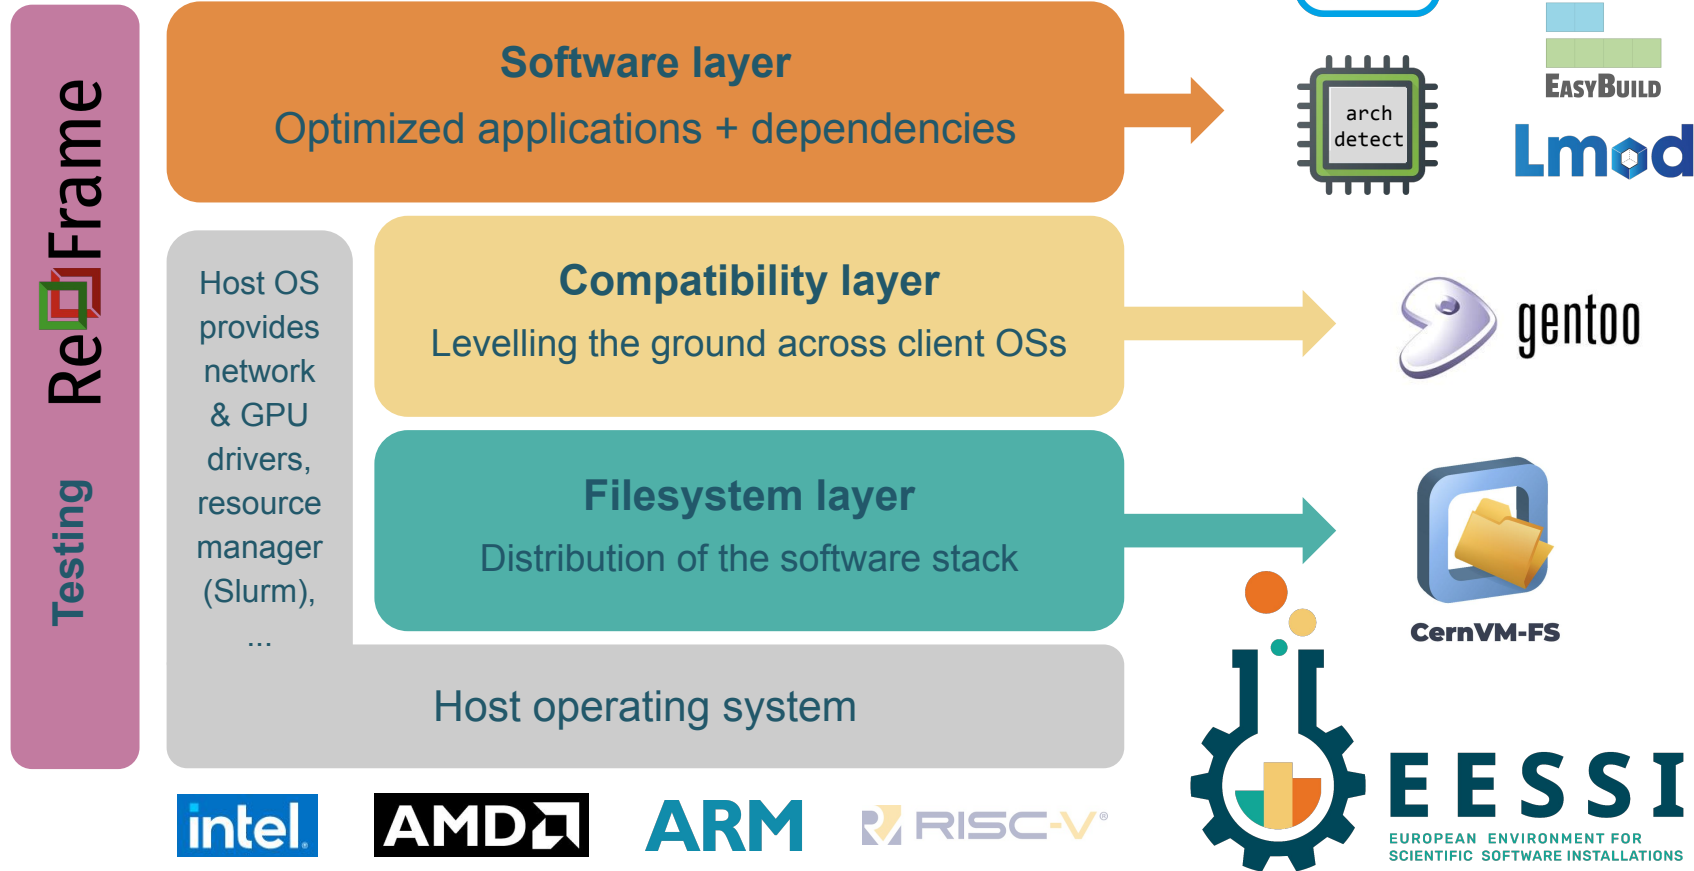 Testing ReFrame
Software layer
Optimized applications + dependencies
arch
detect
EASYBUILD
Lmod
Host OS
provides
network
& GPU
drivers,
resource
manager
(Slurm),
...
Compatibility layer
Levelling the ground across client OSs
gentoo
Filesystem layer
Distribution of the software stack
CernVM-FS
Host operating system
intel.
AMD
ARM
RISC-V®
EESSI
EUROPEAN ENVIRONMENT FOR
SCIENTIFIC SOFTWARE INSTALLATIONS